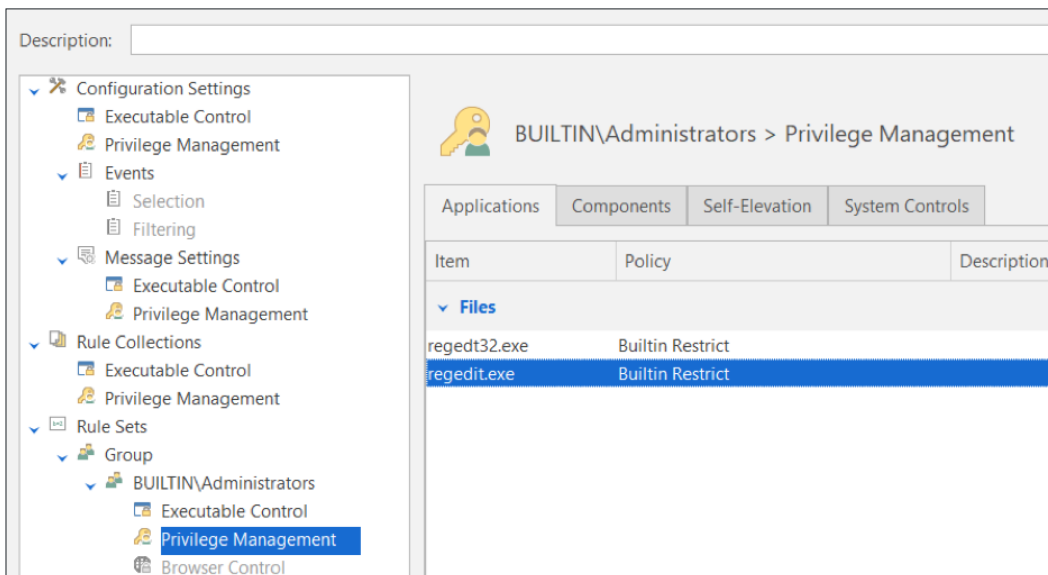 Description:
Configuration Settings
Executable Control
Privilege Management
Events
Selection
Filtering
Message Settings
Executable Control
Privilege Management
Rule Collections
Executable Control
Privilege Management
Rule Sets
Group
BUILTIN\Administrators
Executable Control
Privilege Management
Browser Control
BUILTIN\Administrators > Privilege Management
Applications Components Self-Elevation System Controls
Item Policy Description
Files
regedt32.exe Builtin Restrict
regedit.exe Builtin Restrict